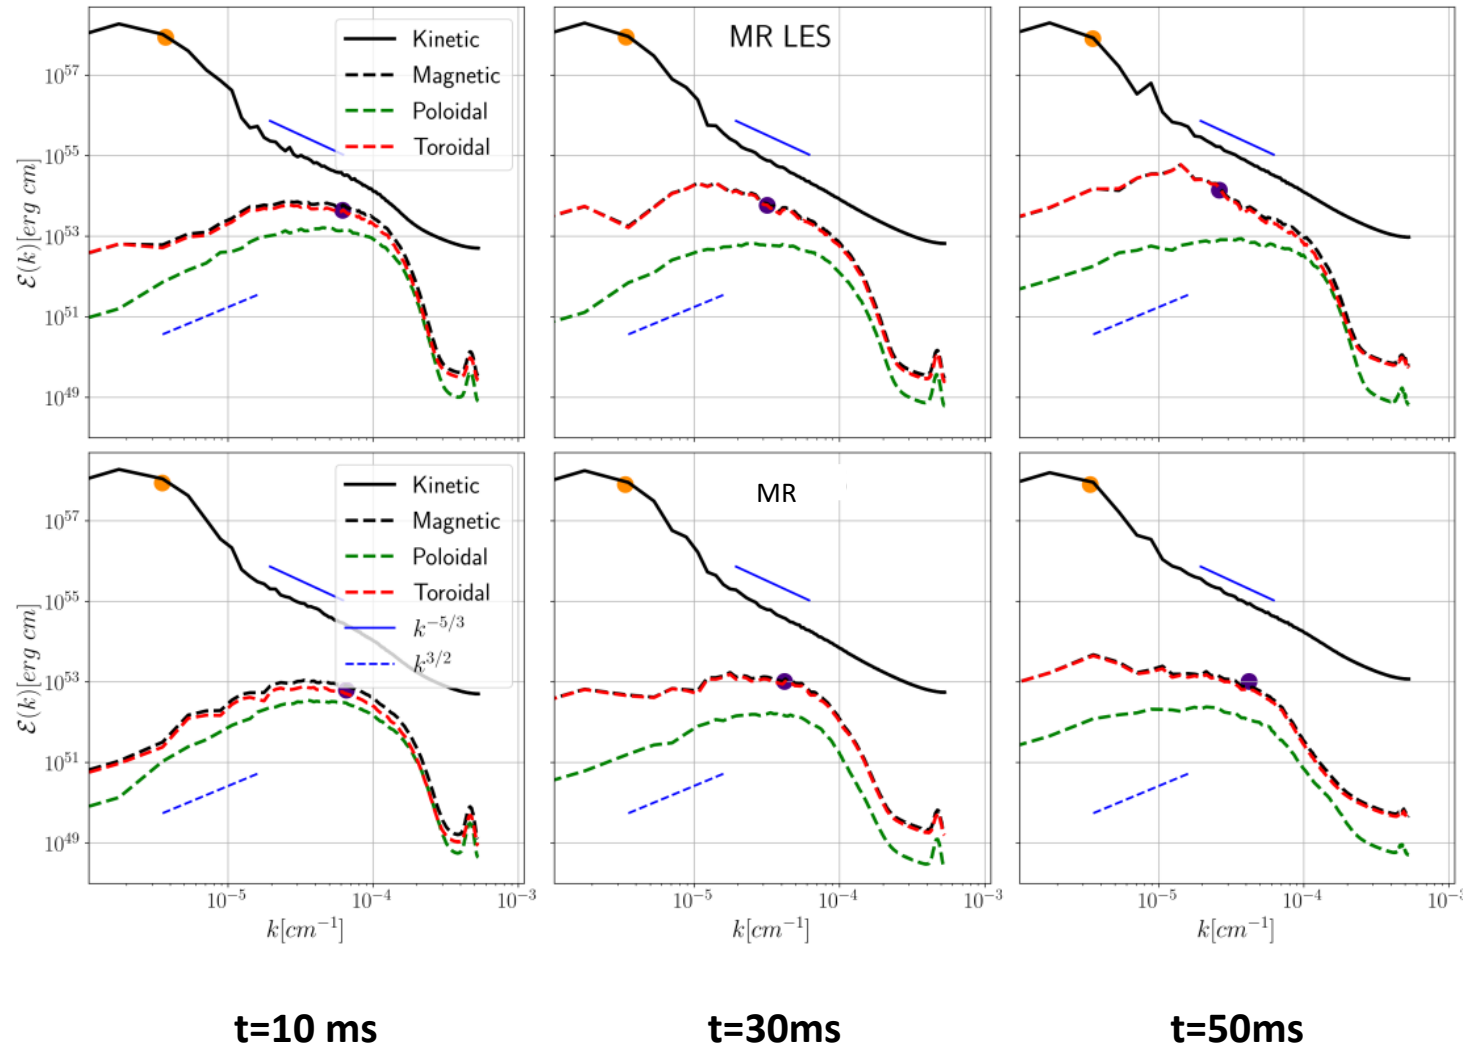 MR LES
Kinetic
Magnetic
Poloidal
Toroidal
10^57
10^55
10^53
10^51
10^49
ℰ(k)[erg cm]
MR
Kinetic
Magnetic
Poloidal
Toroidal
k^{-5/3}
k^{3/2}
10^57
10^55
10^53
10^51
10^49
ℰ(k)[erg cm]
10^{-5} 10^{-4} 10^{-3}
10^{-5} 10^{-4} 10^{-3}
10^{-5} 10^{-4}
k[cm^{-1}] k[cm^{-1}] k[cm^{-1}]
t=10 ms t=30ms t=50ms